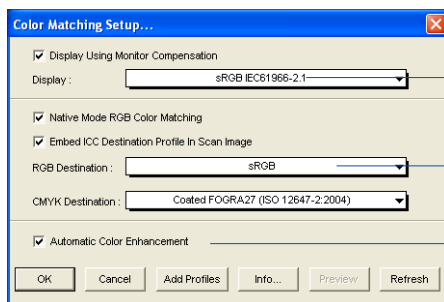 Color Matching Setup...
Display Using Monitor Compensation
Display : sRGB IEC61966-2.1
Native Mode RGB Color Matching
Embed ICC Destination Profile In Scan Image
RGB Destination : sRGB
CMYK Destination : Coated FOGRA27 (ISO 12647-2:2004)
Automatic Color Enhancement
OK Cancel Add Profiles Info... Preview Refresh